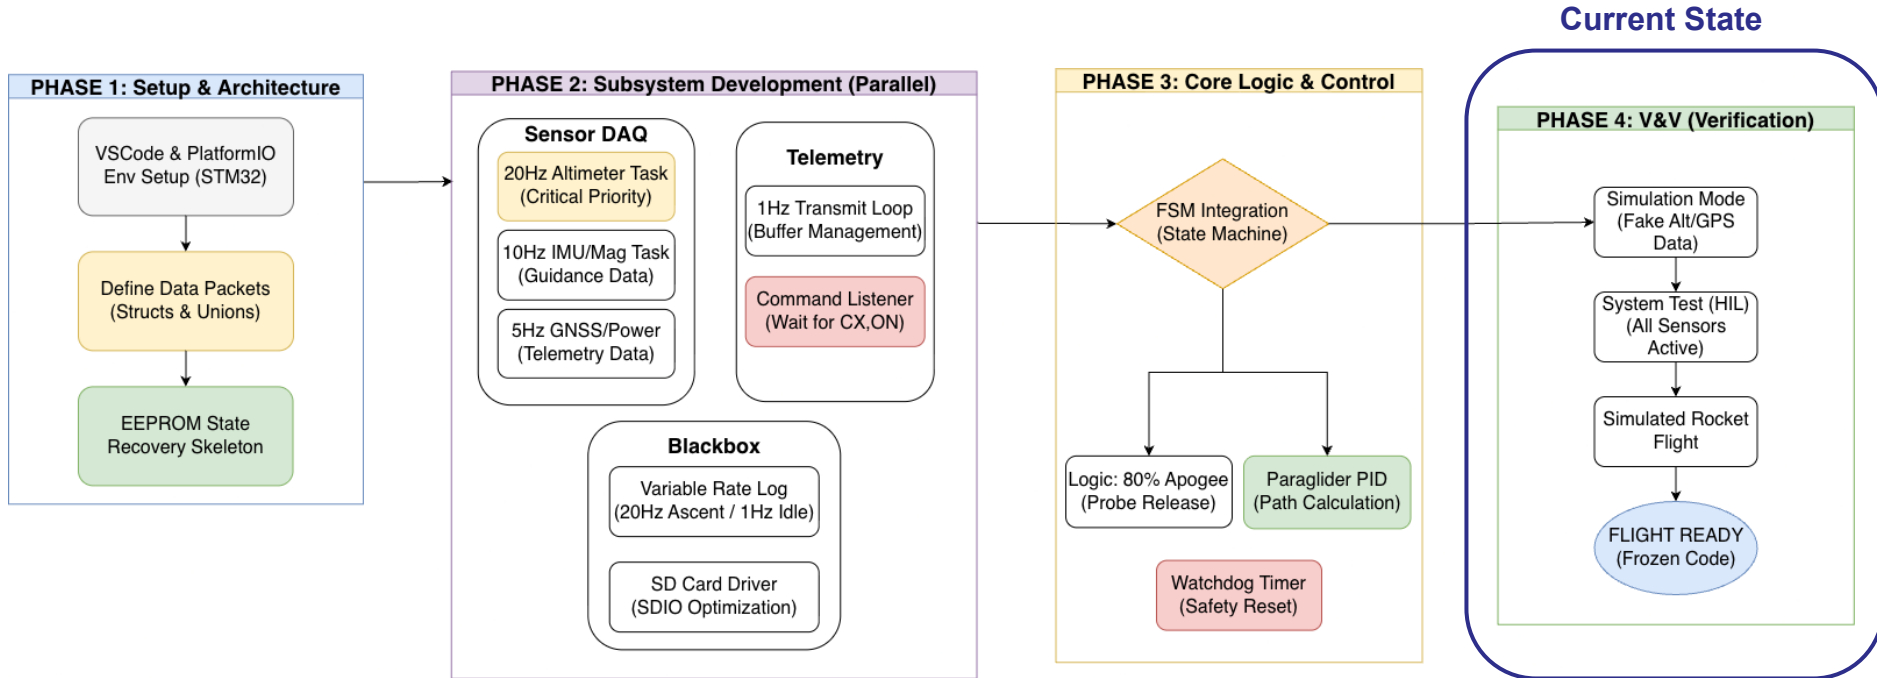 Current State
PHASE 1: Setup & Architecture
VSCode & PlatformIO
Env Setup (STM32)
Define Data Packets
(Structs & Unions)
EEPROM State
Recovery Skeleton
PHASE 2: Subsystem Development (Parallel)
Sensor DAQ
20Hz Altimeter Task
(Critical Priority)
10Hz IMU/Mag Task
(Guidance Data)
5Hz GNSS/Power
(Telemetry Data)
Telemetry
1Hz Transmit Loop
(Buffer Management)
Command Listener
(Wait for CX,ON)
Blackbox
Variable Rate Log
(20Hz Ascent / 1Hz Idle)
SD Card Driver
(SDIO Optimization)
PHASE 3: Core Logic & Control
FSM Integration
(State Machine)
Logic: 80% Apogee
(Probe Release)
Paraglider PID
(Path Calculation)
Watchdog Timer
(Safety Reset)
PHASE 4: V&V (Verification)
Simulation Mode
(Fake Alt/GPS
Data)
System Test (HIL)
(All Sensors
Active)
Simulated Rocket
Flight
FLIGHT READY
(Frozen Code)